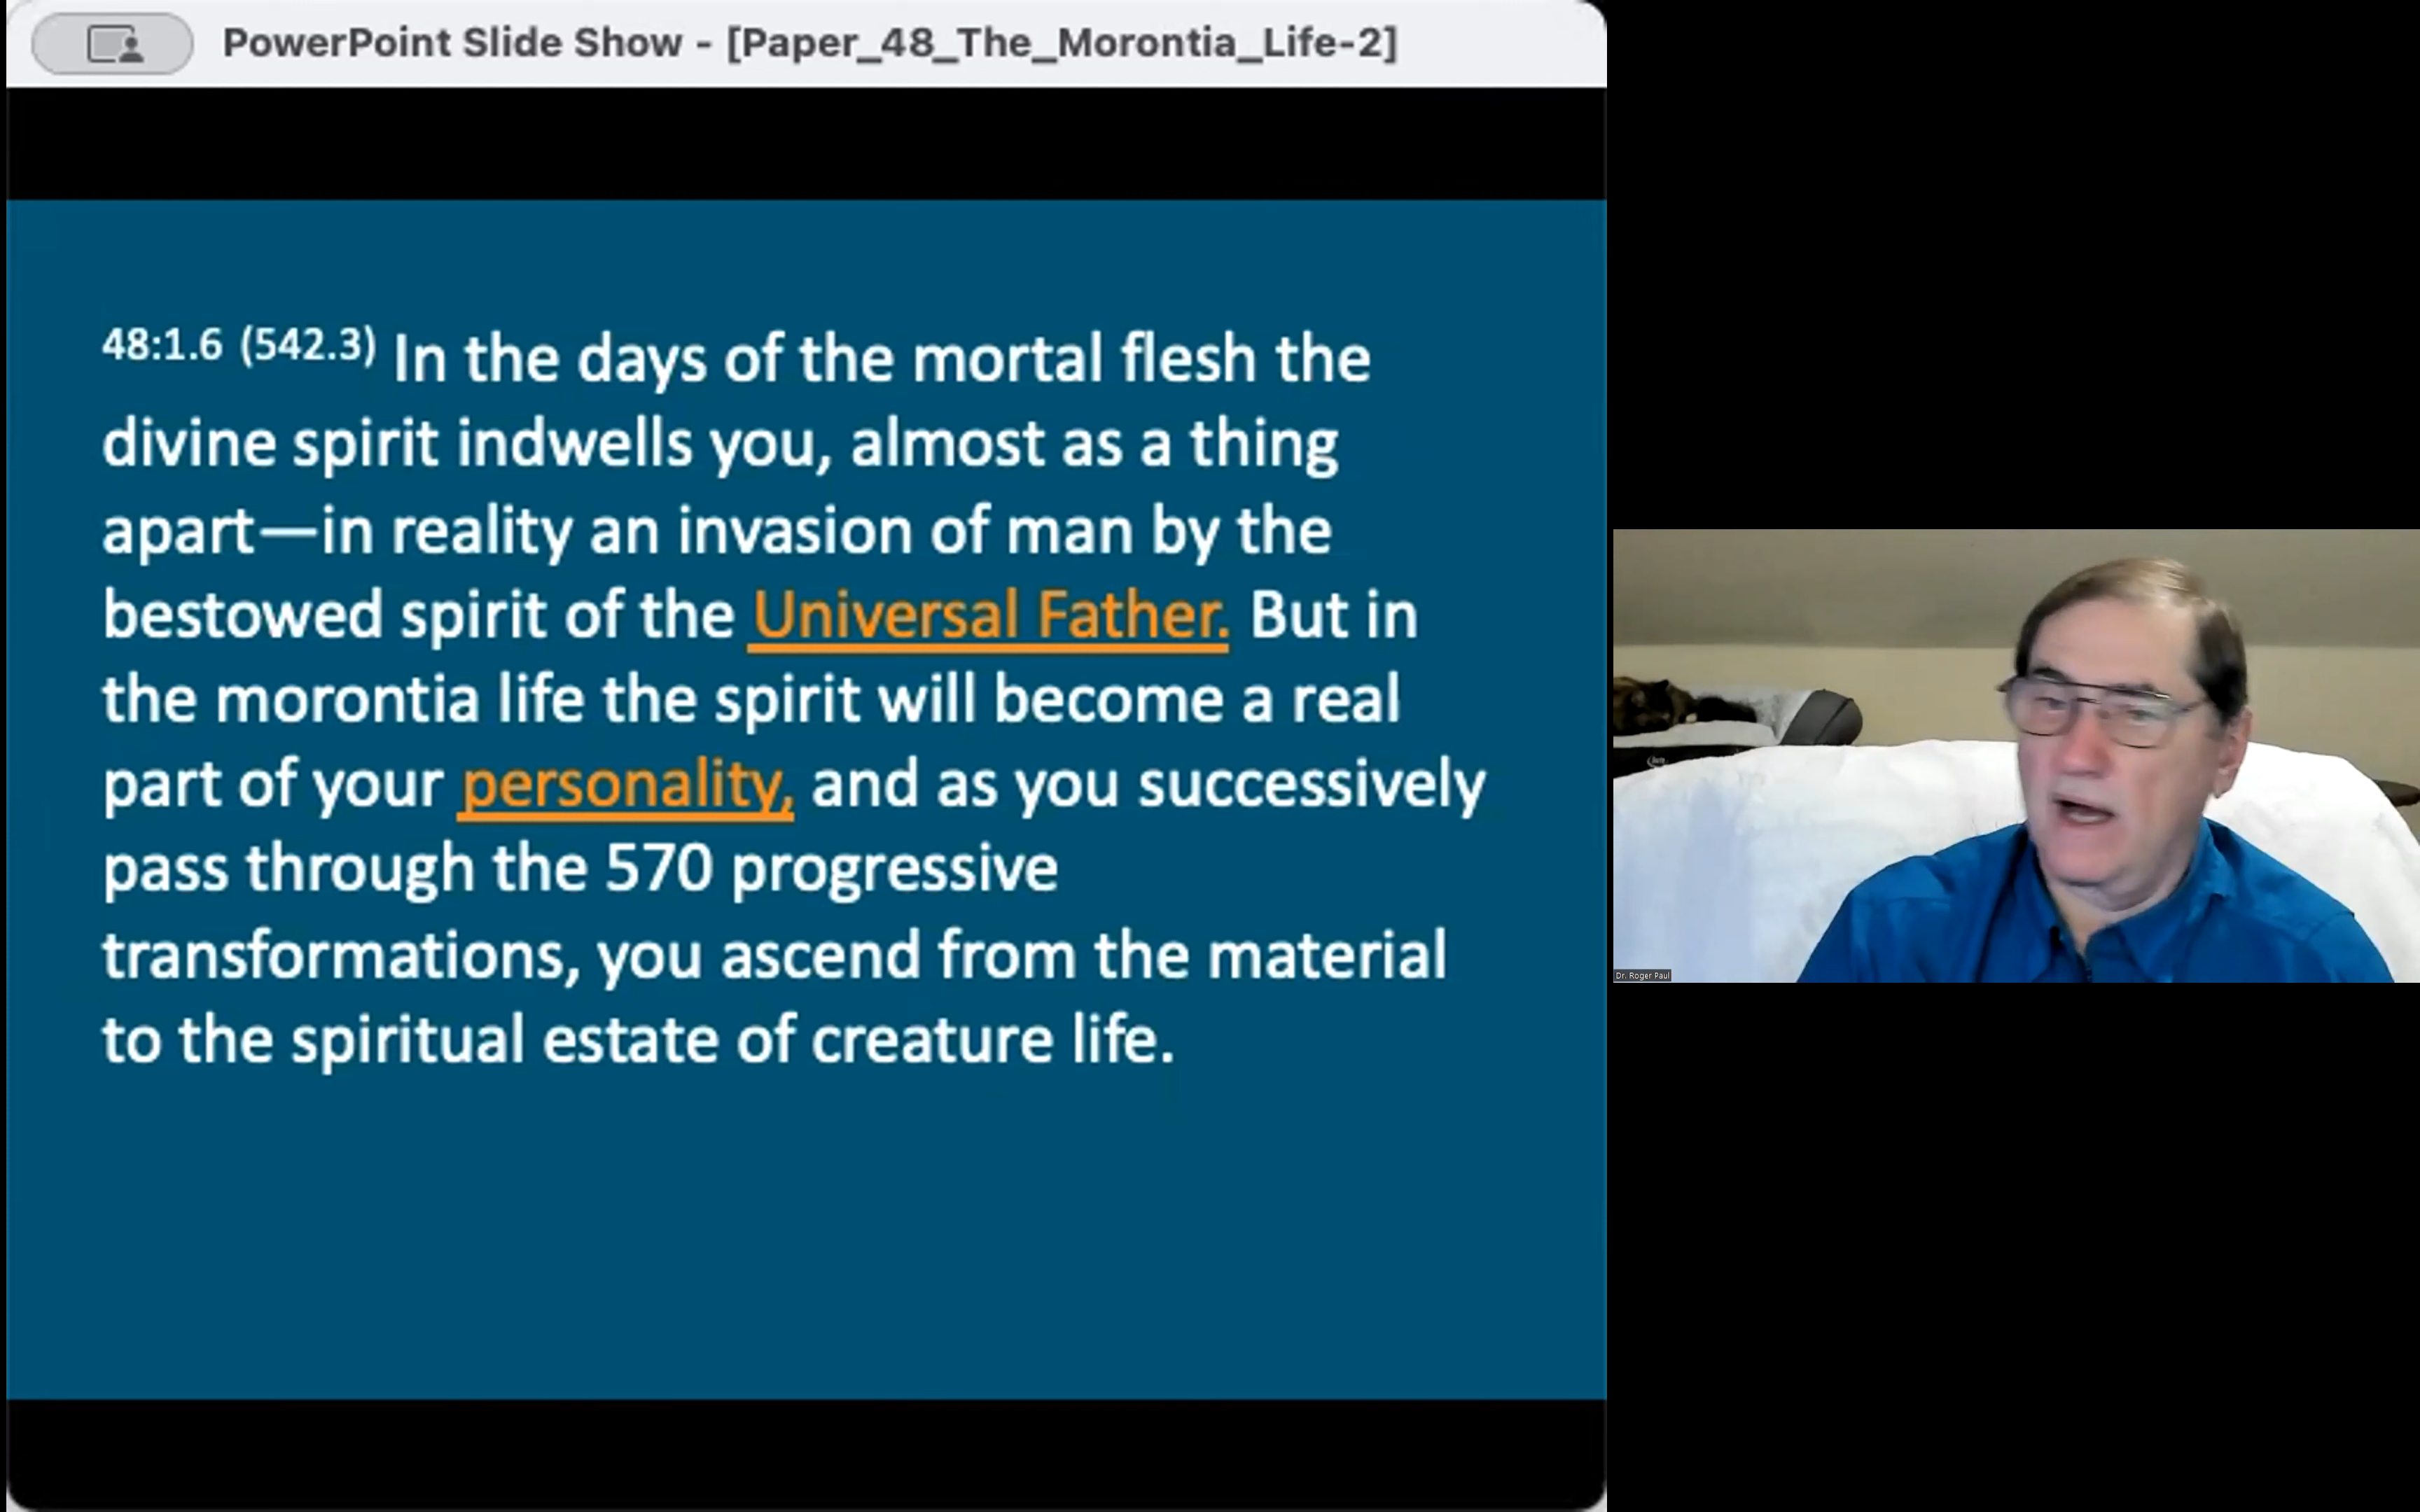 PowerPoint Slide Show - [Paper_48_The_Morontia_Life-2]
48:1.6 (542.3) In the days of the mortal flesh the
divine spirit indwells you, almost as a thing
apart—in reality an invasion of man by the
bestowed spirit of the Universal Father. But in
the morontia life the spirit will become a real
part of your personality, and as you successively
pass through the 570 progressive
transformations, you ascend from the material
to the spiritual estate of creature life.
Dr. Roger Paul